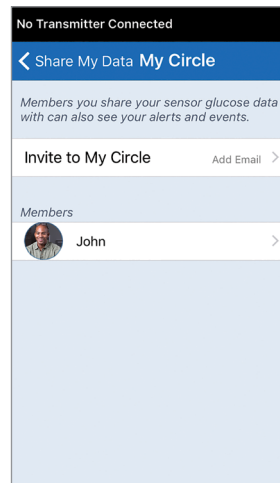 No Transmitter Connected
Share My Data My Circle
Members you share your sensor glucose data
with can also see your alerts and events.
Invite to My Circle Add Email
Members
John